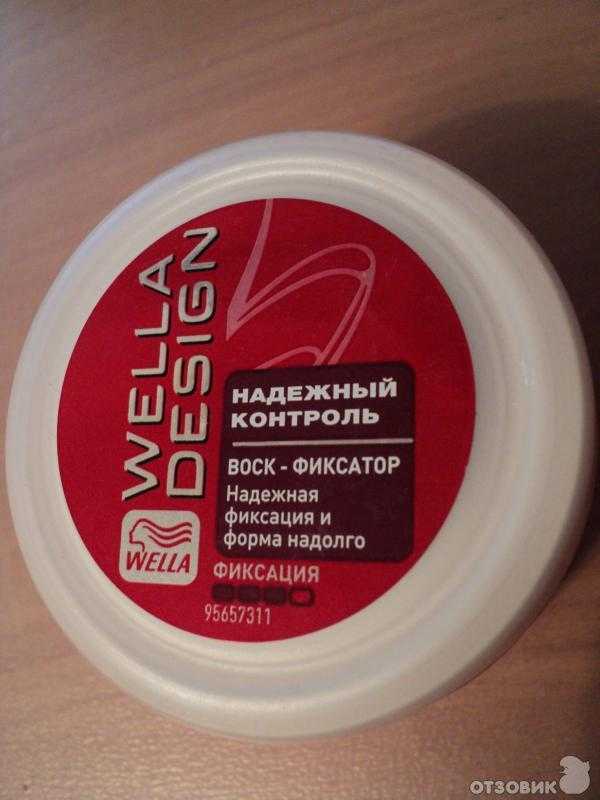 WELLA
DESIGN
WELLA
НАДЕЖНЫЙ
КОНТРОЛЬ
ВОСК - ФИКСАТОР
Надежная
фиксация и
форма надолго
ФИКСАЦИЯ
95657311
ОТЗОВИК